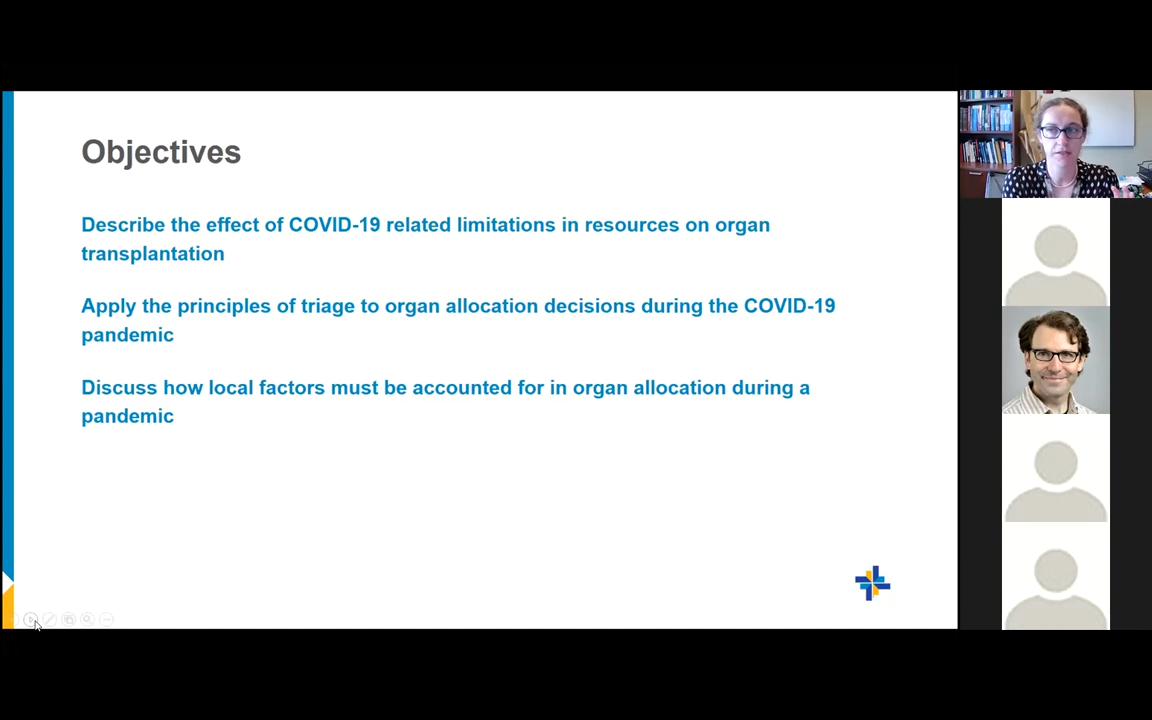 Objectives
Describe the effect of COVID-19 related limitations in resources on organ
transplantation
Apply the principles of triage to organ allocation decisions during the COVID-19
pandemic
Discuss how local factors must be accounted for in organ allocation during a
pandemic